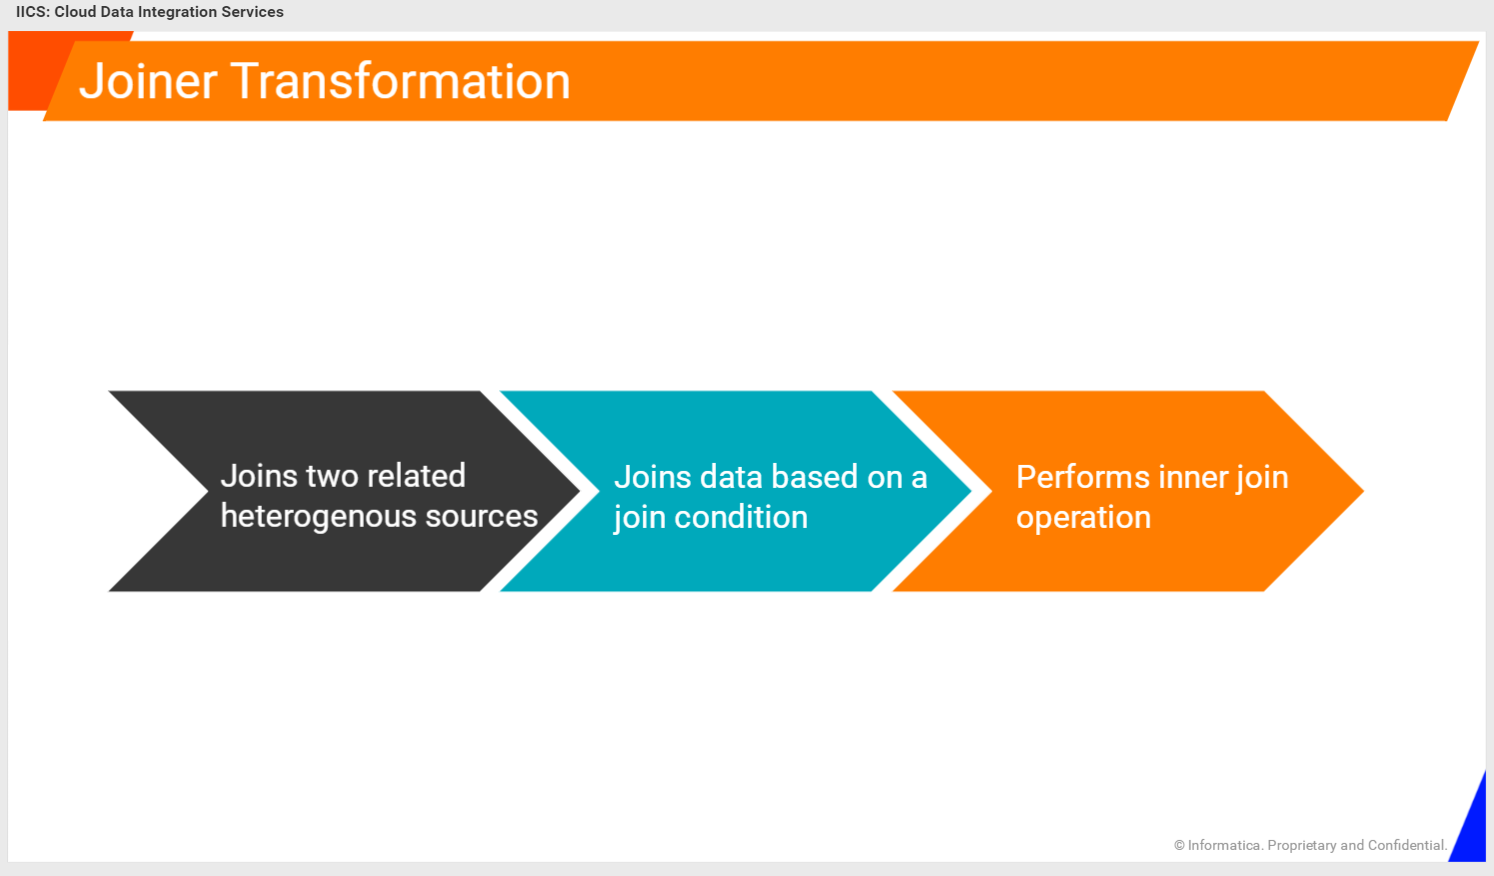 IICS: Cloud Data Integration Services
Joiner Transformation
Joins two related
heterogenous sources
Joins data based on a
join condition
Performs inner join
operation
© Informatica. Proprietary and Confidential.